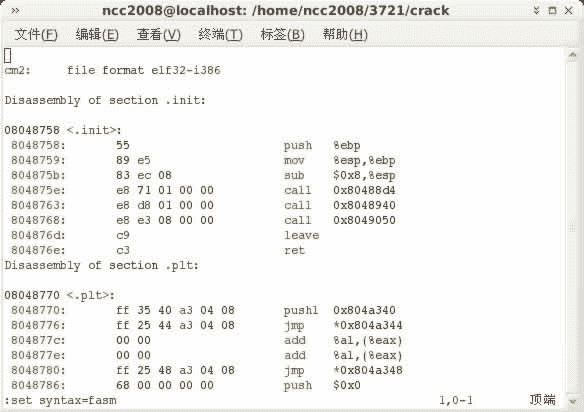 ncc2008@localhost: /home/ncc2008/3721/crack
文件(F) 编辑(E) 查看(V) 终端(T) 标签(B) 帮助(H)
cm2:     file format elf32-i386
Disassembly of section .init:
08048758 <.init>:
8048758:       55                      push   %ebp
8048759:       89 e5                   mov    %esp,%ebp
804875b:       83 ec 08                sub    $0x8,%esp
804875e:       e8 71 01 00 00          call   0x80488d4
8048763:       e8 d8 01 00 00          call   0x8048940
8048768:       e8 e3 08 00 00          call   0x8049050
804876d:       c9                      leave
804876e:       c3                      ret
Disassembly of section .plt:
08048770 <.plt>:
8048770:       ff 35 40 a3 04 08       pushl  0x804a340
8048776:       ff 25 44 a3 04 08       jmp    *0x804a344
804877c:       00 00                   add    %al,(%eax)
804877e:       00 00                   add    %al,(%eax)
8048780:       ff 25 48 a3 04 08       jmp    *0x804a348
8048786:       68 00 00 00 00          push   $0x0
:set syntax=fasm 1,0-1 顶端